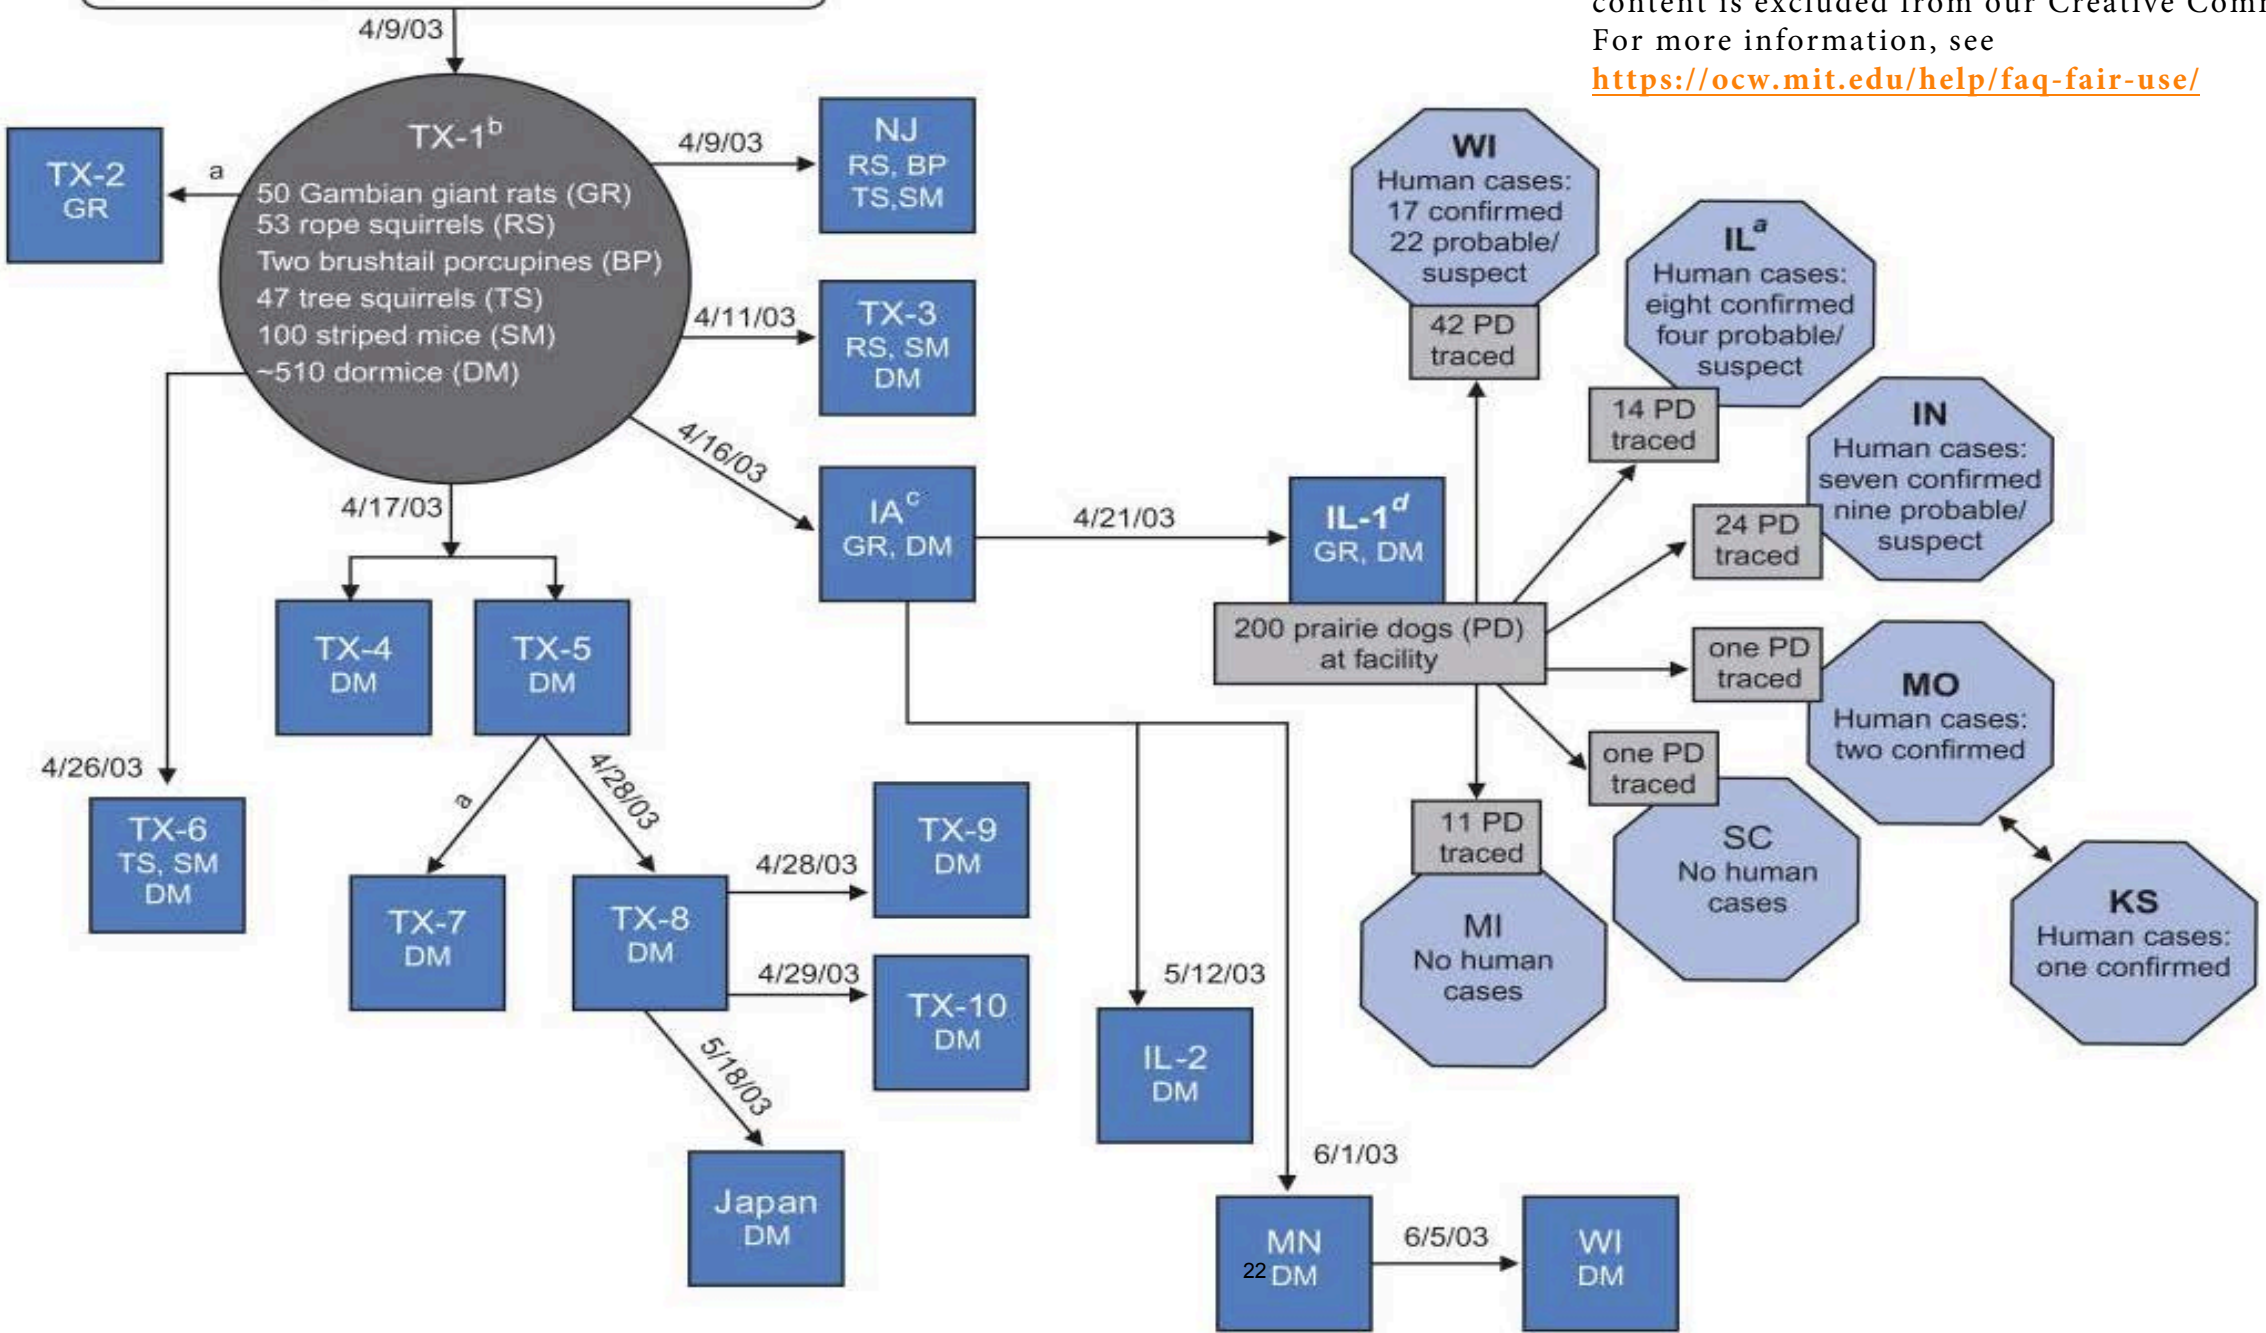 content is excluded from our Creative Comm
For more information, see
https://ocw.mit.edu/help/faq-fair-use/
4/9/03
TX-1b
50 Gambian giant rats (GR)
53 rope squirrels (RS)
Two brushtail porcupines (BP)
47 tree squirrels (TS)
100 striped mice (SM)
~510 dormice (DM)
a
TX-2
GR
4/9/03
NJ
RS, BP
TS,SM
4/11/03
TX-3
RS, SM
DM
4/16/03
IAc
GR, DM
4/17/03
TX-4
DM
TX-5
DM
4/26/03
TX-6
TS, SM
DM
a
TX-7
DM
4/28/03
TX-8
DM
4/28/03
TX-9
DM
4/29/03
TX-10
DM
5/18/03
Japan
DM
4/21/03
IL-1d
GR, DM
200 prairie dogs (PD)
at facility
WI
Human cases:
17 confirmed
22 probable/
suspect
42 PD
traced
ILa
Human cases:
eight confirmed
four probable/
suspect
14 PD
traced
IN
Human cases:
seven confirmed
nine probable/
suspect
24 PD
traced
one PD
traced
MO
Human cases:
two confirmed
one PD
traced
SC
No human
cases
11 PD
traced
MI
No human
cases
KS
Human cases:
one confirmed
5/12/03
IL-2
DM
6/1/03
MN
22
DM
6/5/03
WI
DM